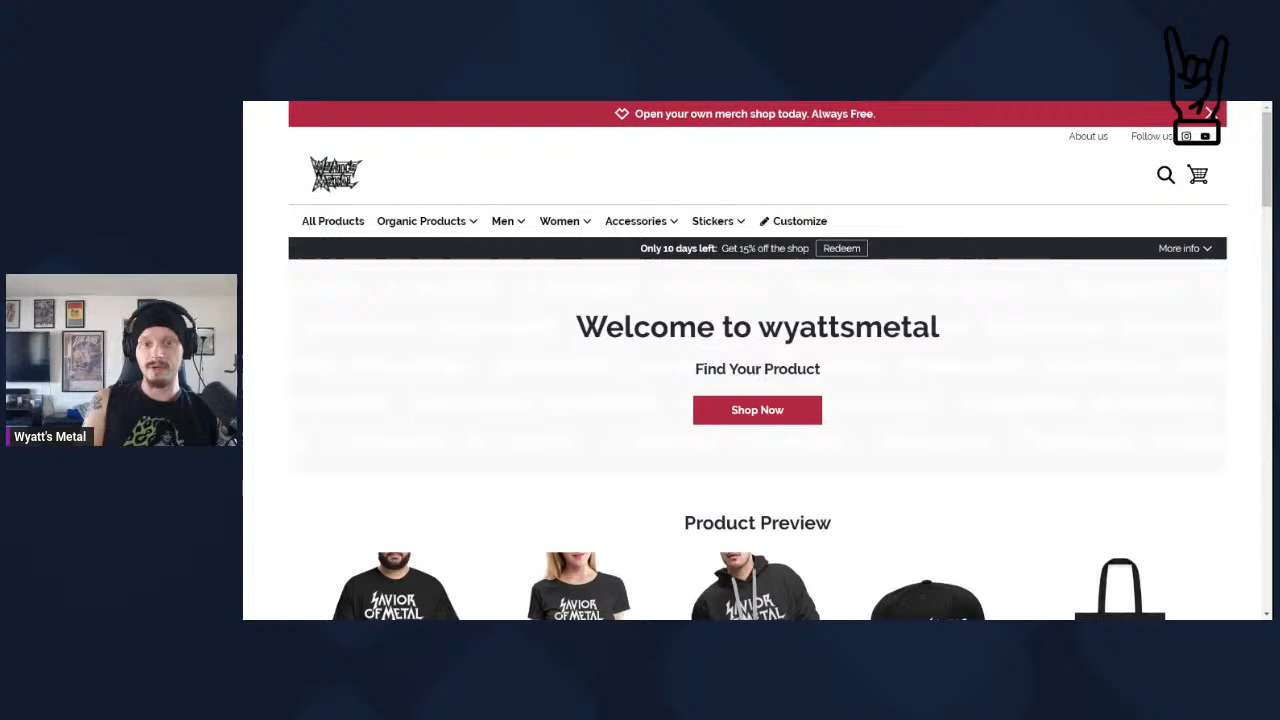 Open your own merch shop today. Always Free.
About us
Follow us
Wyatt's Metal
All Products
Organic Products
Men
Women
Accessories
Stickers
Customize
Only 10 days left: Get 15% off the shop
Redeem
More info
Welcome to wyattsmetal
Find Your Product
Shop Now
Wyatt's Metal
Product Preview
SAVIOR OF METAL
SAVIOR OF METAL
SAVIOR OF METAL